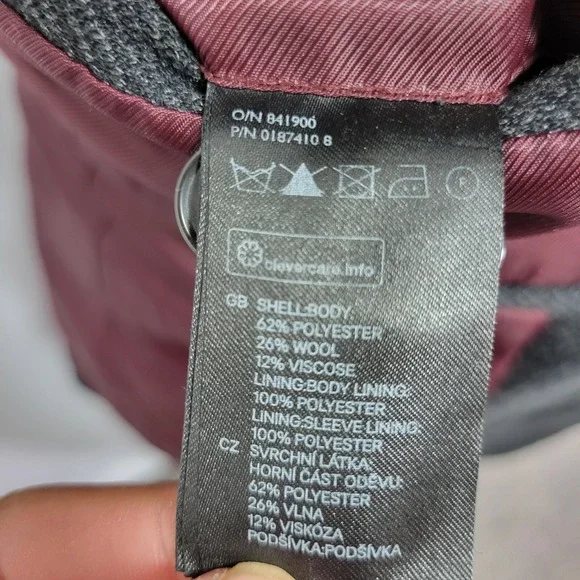 O/N 841900
P/N 0187410 8
F
clevercare.info
GB SHELL:BODY
62% POLYESTER
26% WOOL
12% VISCOSE
LINING:BODY LINING:
100% POLYESTER
LINING:SLEEVE LINING:
100% POLYESTER
CZ SVRCHNÍ LÁTKA:
HORNÍ ČÁST ODĚVU:
62% POLYESTER
26% VLNA
12% VISKÓZA
PODŠÍVKA:PODŠÍVKA